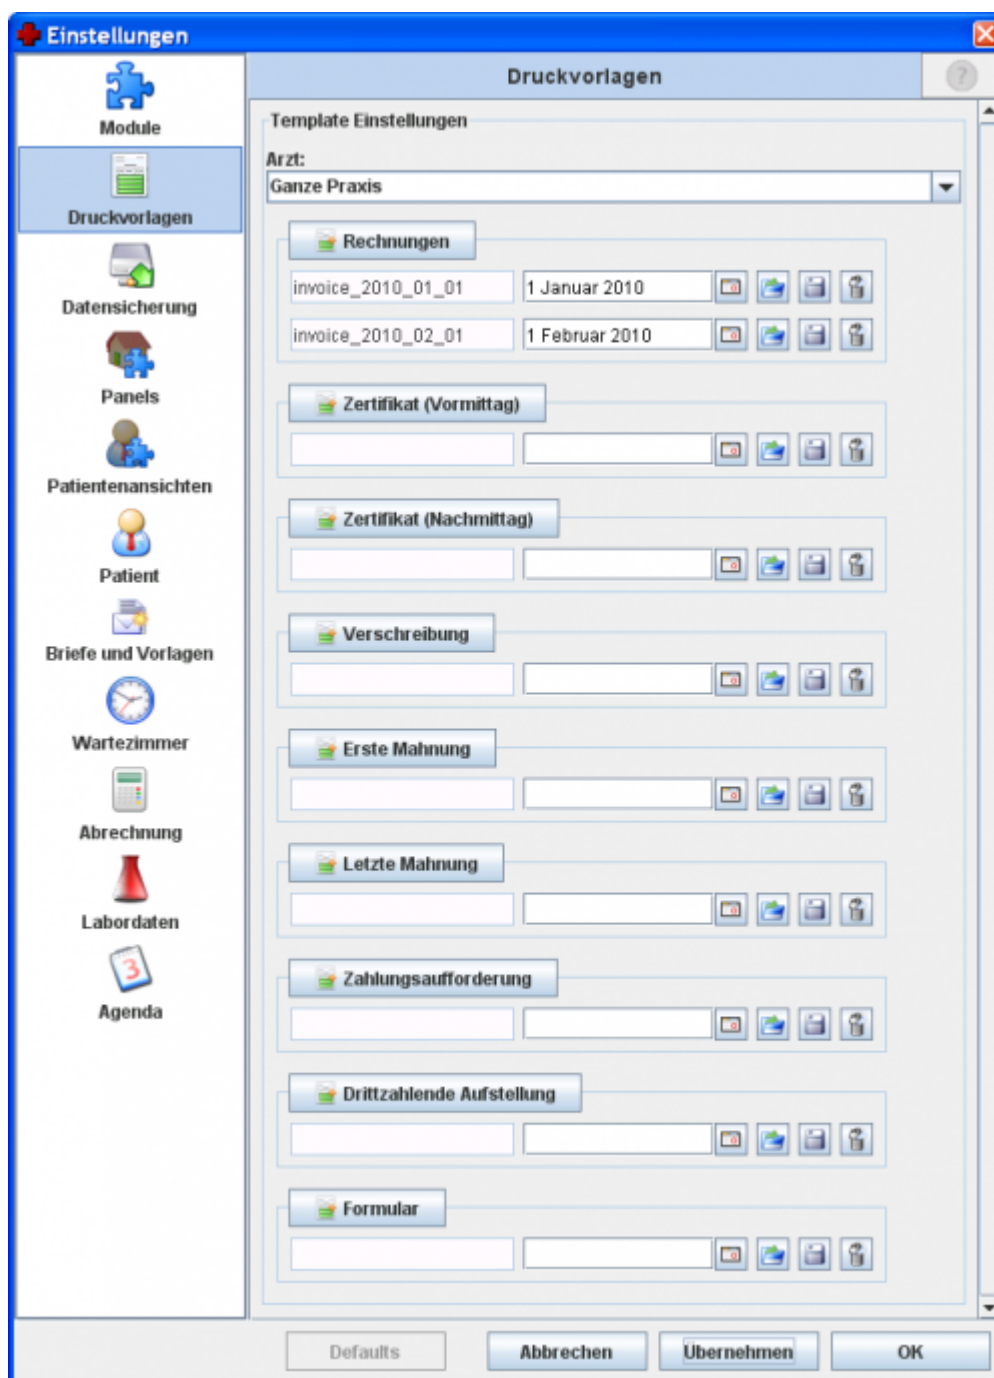 Einstellungen
Druckvorlagen
?
Module
Druckvorlagen
Datensicherung
Panels
Patientenansichten
Patient
Briefe und Vorlagen
Wartezimmer
Abrechnung
Labordaten
3
Agenda
Template Einstellungen
Arzt:
Ganze Praxis
Rechnungen
invoice_2010_01_01 1 Januar 2010
invoice_2010_02_01 1 Februar 2010
Zertifikat (Vormittag)
Zertifikat (Nachmittag)
Verschreibung
Erste Mahnung
Letzte Mahnung
Zahlungsaufforderung
Drittzahlende Aufstellung
Formular
Defaults Abbrechen Übernehmen OK